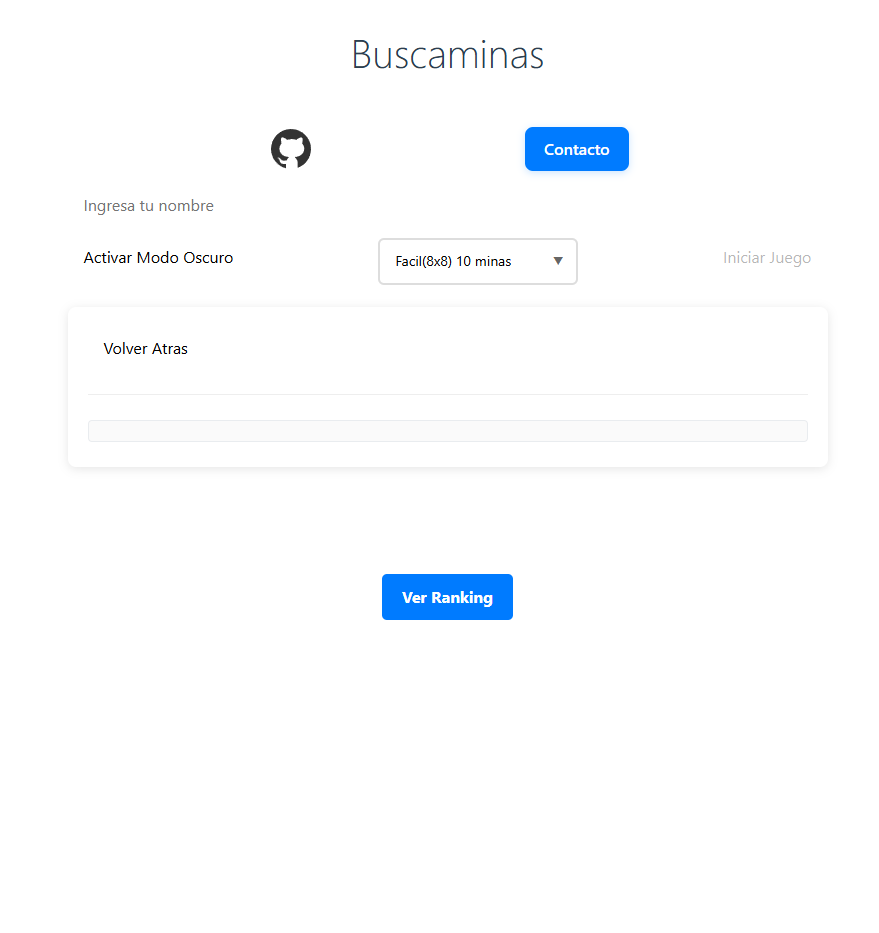 Buscaminas
Contacto
Ingresa tu nombre
Activar Modo Oscuro
Facil(8x8) 10 minas
Iniciar Juego
Volver Atras
Ver Ranking